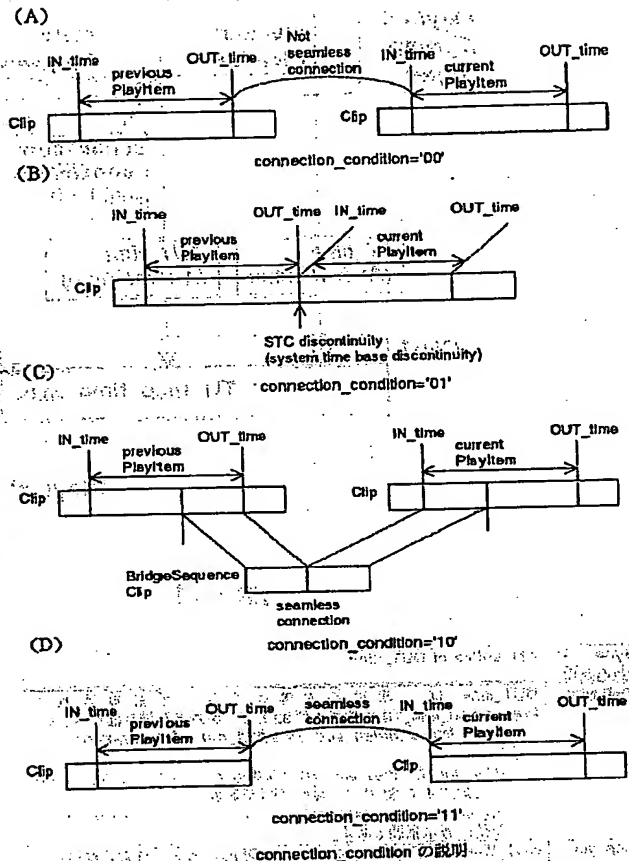 (A)
Not
seamless
connection
IN_time
OUT_time
IN_time
OUT_time
previous
PlayItem
current
PlayItem
Clip
Clip
connection_condition='00'
(B)
IN_time
OUT_time
IN_time
OUT_time
previous
PlayItem
current
PlayItem
Clip
STC discontinuity
(system time base discontinuity)
(C)
connection_condition='01'
IN_time
OUT_time
IN_time
OUT_time
previous
PlayItem
current
PlayItem
Clip
Clip
BridgeSequence
Clip
seamless
connection
(D)
connection_condition='10'
IN_time
OUT_time
seamless
connection
IN_time
OUT_time
previous
PlayItem
current
PlayItem
Clip
Clip
connection_condition='11'
connection_condition の説明